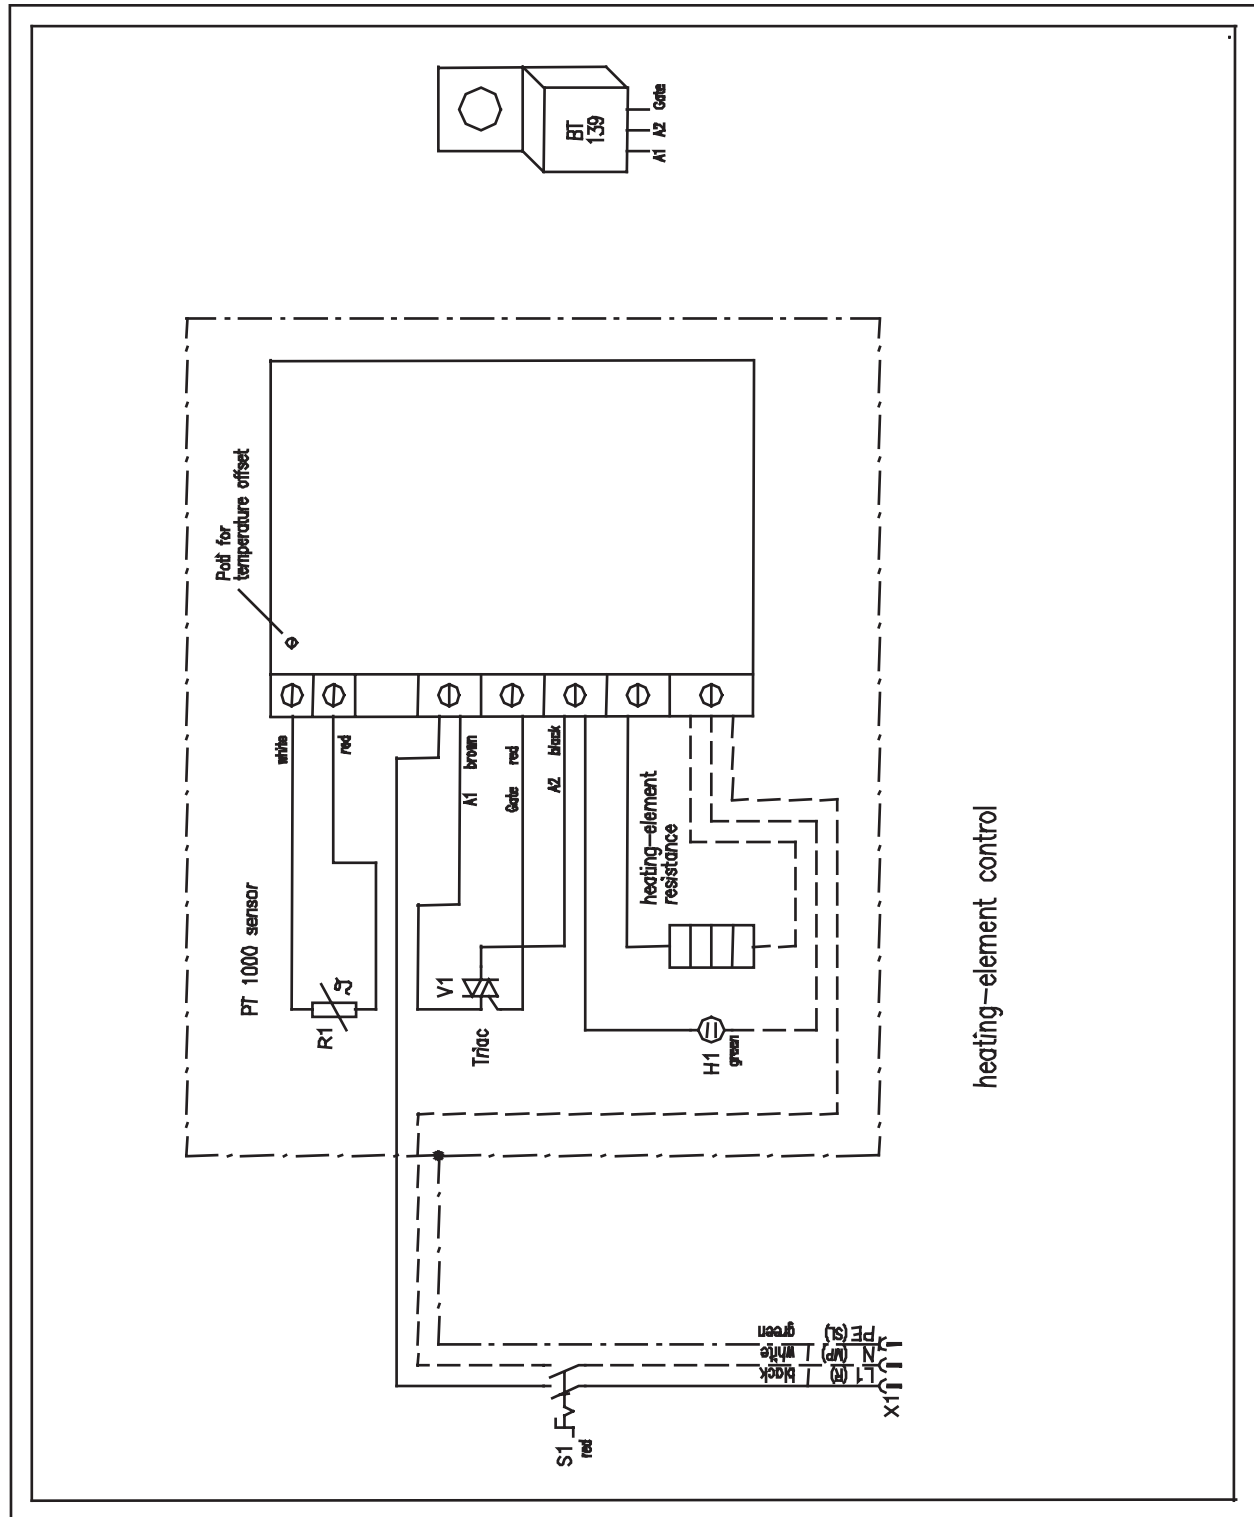 BT
139
Gate
A2
A1
Poti for
temperature offset
white
red
A1 brown
Gate red
A2 black
heating-element
resistance
PT 1000 sensor
R1
ϑ
V1
Triac
H1
green
heating-element control
PE (SL) green
N (MP) white
L1 (R) black
X1
S1
red